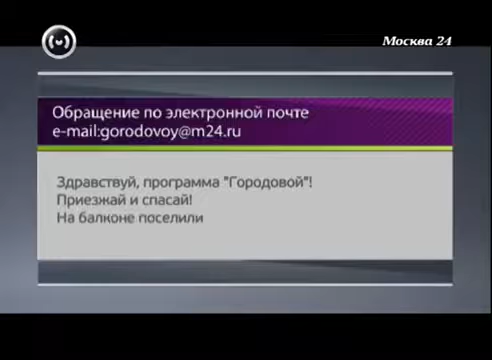 Москва 24
Обращение по электронной почте
e-mail:gorodovoy@m24.ru
Здравствуй, программа "Городовой"!
Приезжай и спасай!
На балконе поселили